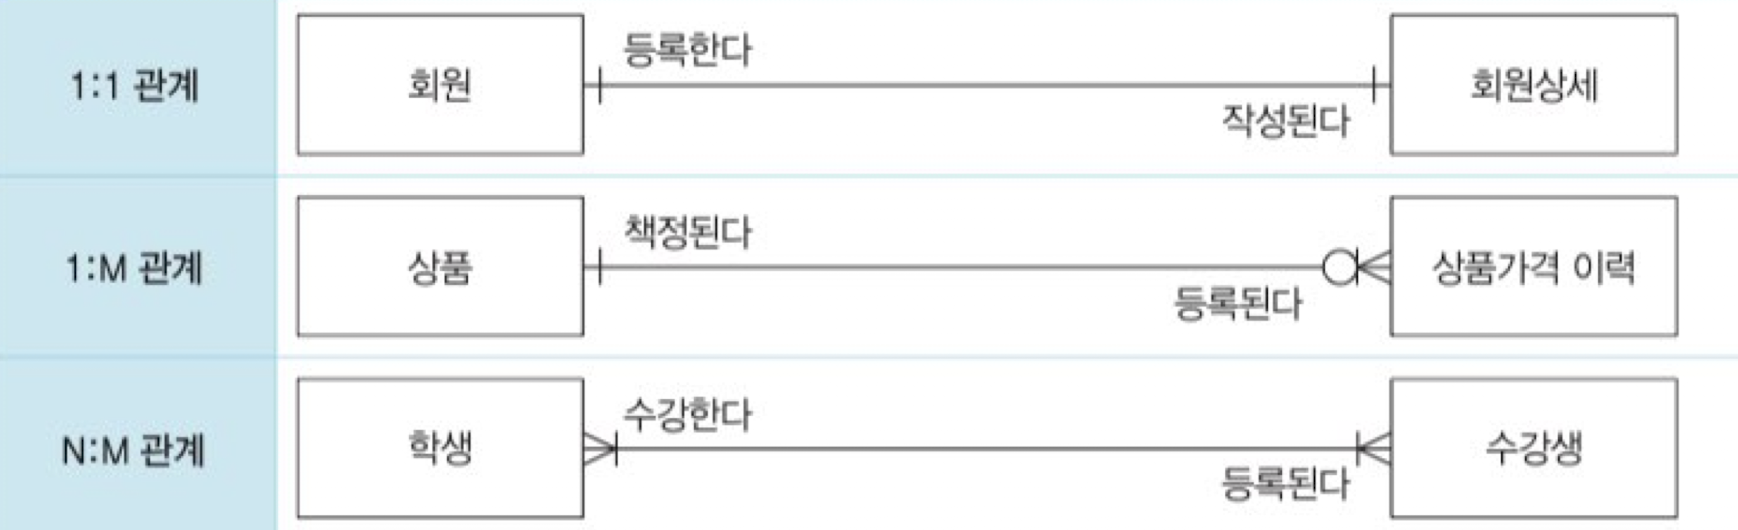 1:1 관계
회원
등록한다
작성된다
회원상세
1:M 관계
상품
책정된다
등록된다
상품가격 이력
N:M 관계
학생
수강한다
등록된다
수강생